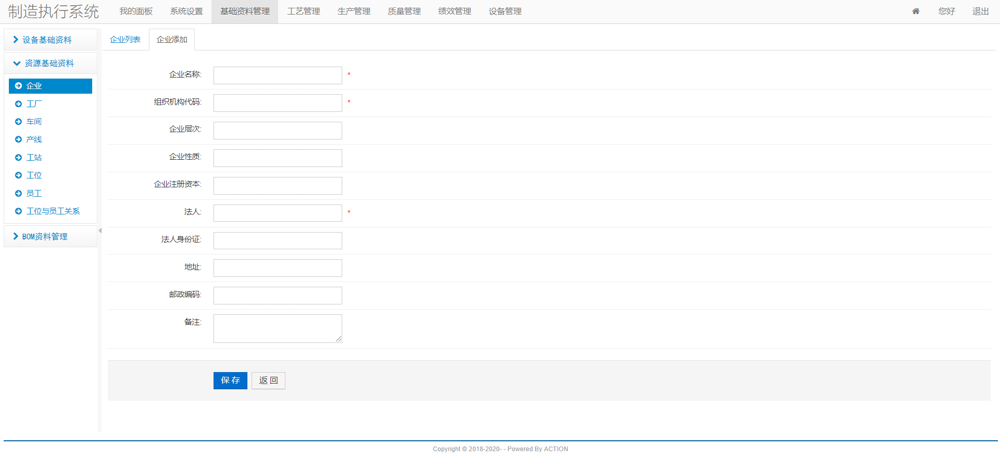 制造执行系统 我的面板 系统设置 基础资料管理 工艺管理 生产管理 质量管理 绩效管理 设备管理 您好 退出
设备基础资料
资源基础资料
企业
工厂
车间
产线
工站
工位
员工
工位与员工关系
BOM资料管理
企业列表 企业添加
企业名称: *
组织机构代码: *
企业层次:
企业性质:
企业注册资本:
法人: *
法人身份证:
地址:
邮政编码:
备注:
保 存 返 回
Copyright © 2018-2020- - Powered By ACTION